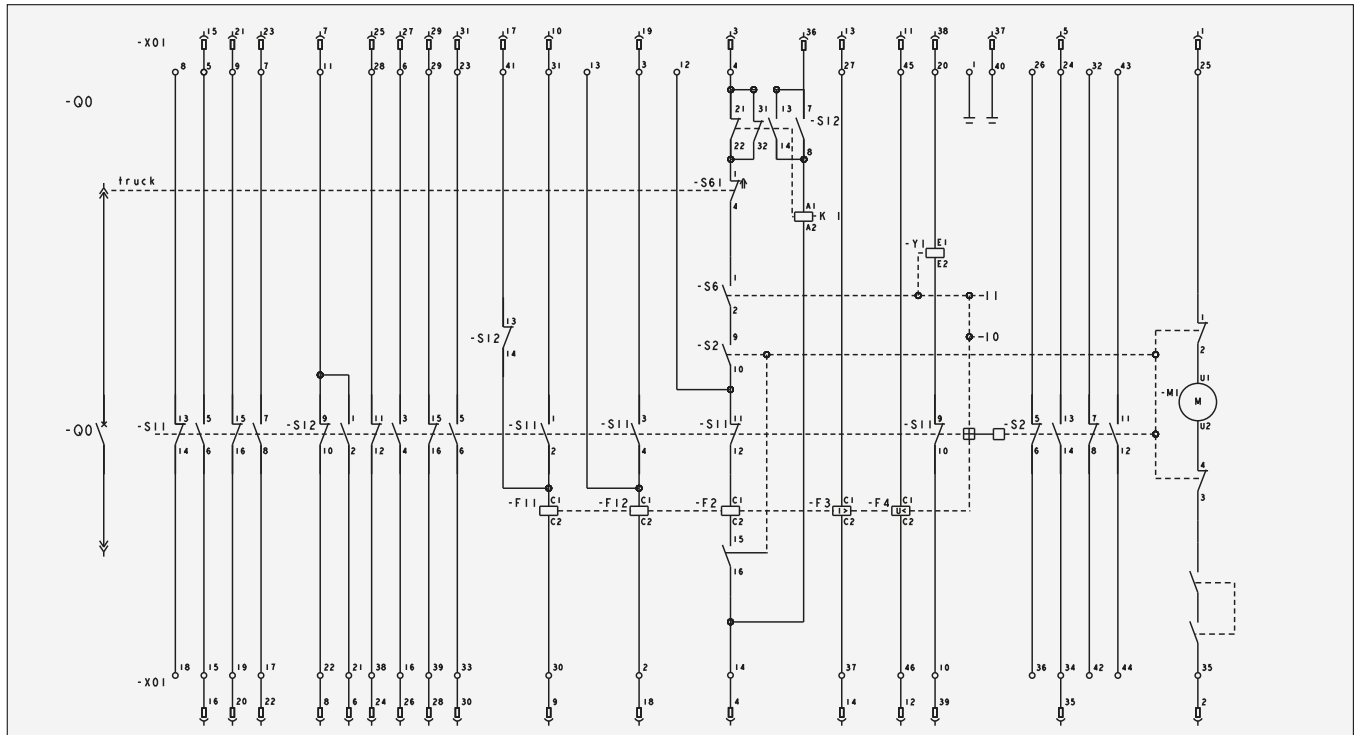 -X01 15 21 23 7 25 27 29 31 17 10 19 3 36 13 11 38 37 5 1
8 5 9 7 11 28 6 29 23 41 31 13 3 12 4 27 45 20 1 40 26 24 32 43 25
-Q0
21 31 13 7
-S12
22 32 14 8
truck
1
-S61
4
A1
-K1
A2
-Y1 E1
E2
1
-S6 -11
2
13
-S12
14
9
-S2 -10
10
1
2
U1
-M1 M
U2
-Q0 -S11 13 5 15 7 -S12 9 1 11 3 15 5 -S11 1 -S11 3 -S11 11 -S11 9 -S2 5 13 7 11
14 6 16 8 10 2 12 4 16 6 2 4 12 10 6 14 8 12
4
3
-F11 C1 -F12 C1 -F2 C1 -F3 C1 -F4 C1
I> U<
C2 C2 C2 C2 C2
15
16
18 15 19 17 22 21 38 16 39 33 30 2 14 37 46 10 36 34 42 44 35
-X01
16 20 22 8 6 24 26 28 30 9 18 4 14 12 39 35 2